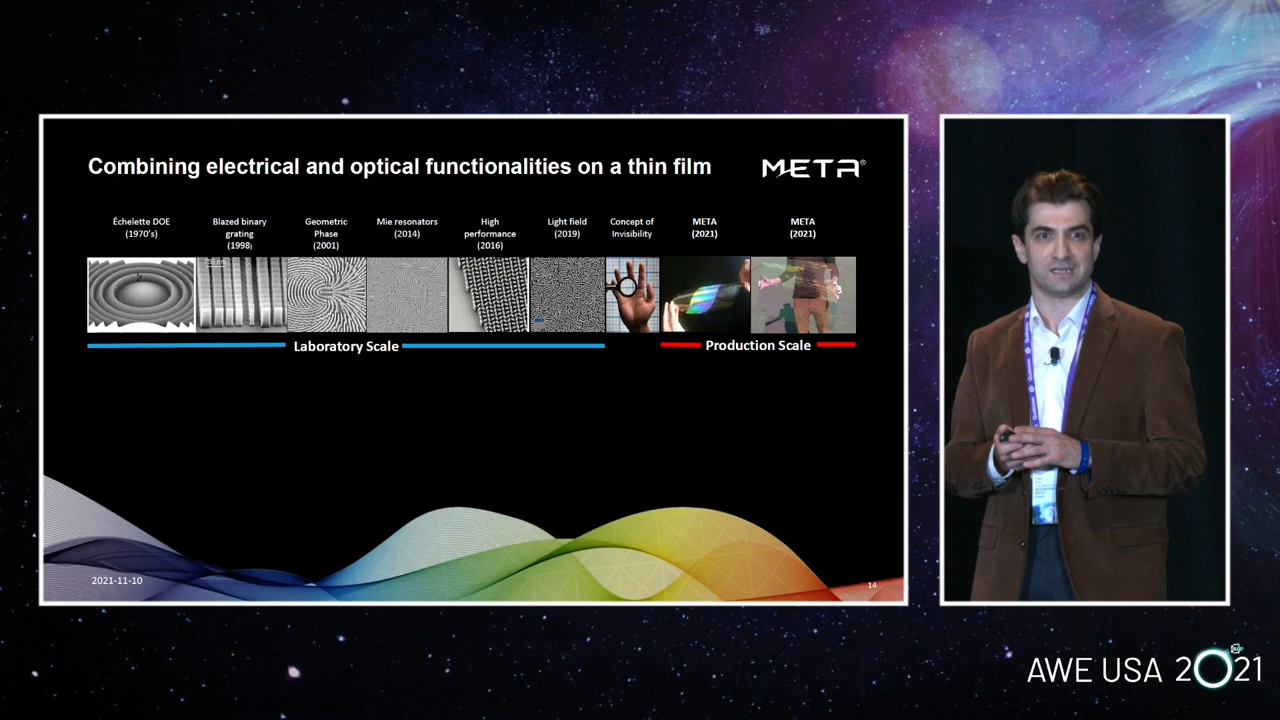 Combining electrical and optical functionalities on a thin film
META®
Échelette DOE
(1970's)
Blazed binary
grating
(1998)
Geometric
Phase
(2001)
Mie resonators
(2014)
High
performance
(2016)
Light field
(2019)
Concept of
Invisibility
META
(2021)
META
(2021)
Laboratory Scale
Production Scale
2021-11-10
14
AWE USA 2021